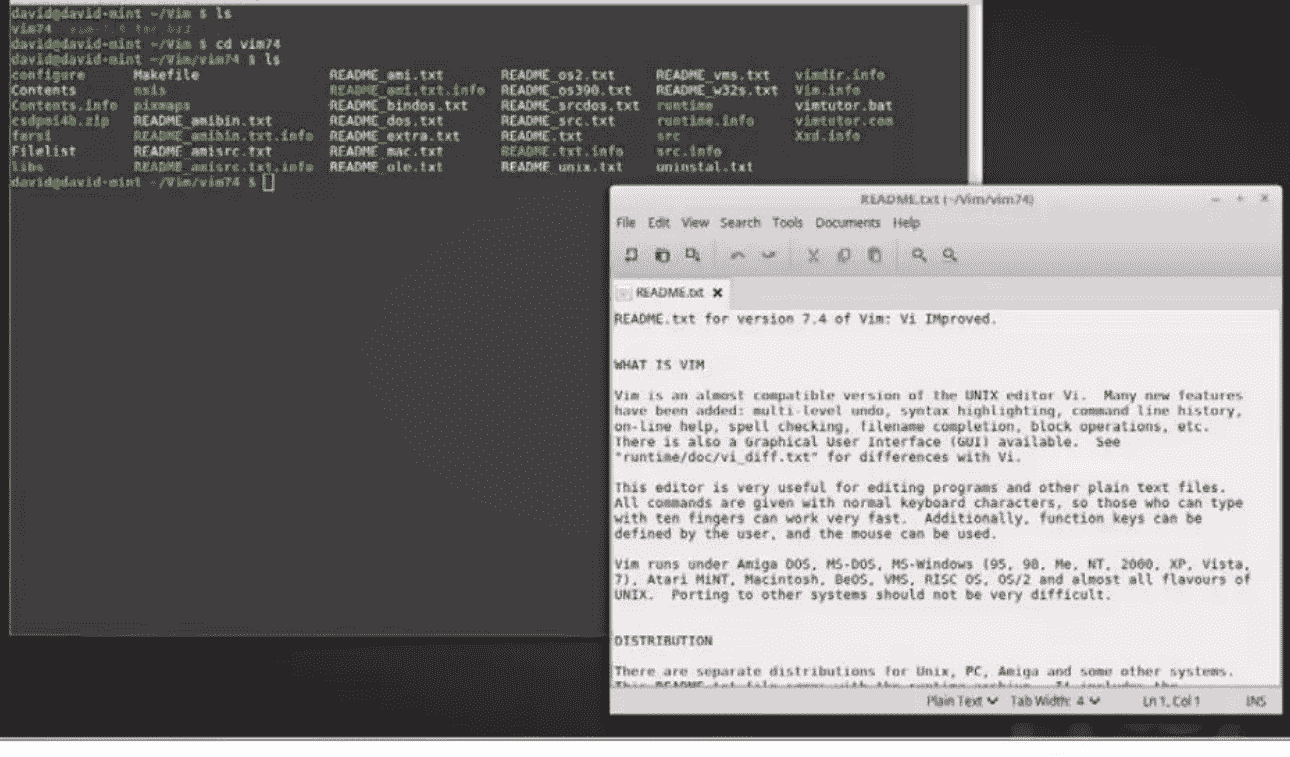 david@david-mint ~/Vim $ ls
vim74
david@david-mint ~/Vim $ cd vim74
david@david-mint ~/Vim/vim74 $ ls
configure Makefile README_ami.txt README_os2.txt README_vms.txt vimdir.info
Contents nsis README_ami.txt.info README_os390.txt README_w32s.txt Vim.info
Contents.info pixmaps README_bindos.txt README_srcdos.txt runtime vimtutor.bat
csdpmi4b.zip README_amibin.txt README_dos.txt README_src.txt runtime.info vimtutor.com
farsi README_amibin.txt.info README_extra.txt README.txt src Xxd.info
Filelist README_amisrc.txt README_mac.txt README.txt.info src.info
libs README_amisrc.txt.info README_ole.txt README_unix.txt uninstal.txt
david@david-mint ~/Vim/vim74 $
README.txt (~/Vim/vim74)
File Edit View Search Tools Documents Help
README.txt
README.txt for version 7.4 of Vim: Vi IMproved.
WHAT IS VIM
Vim is an almost compatible version of the UNIX editor Vi. Many new features
have been added: multi-level undo, syntax highlighting, command line history,
on-line help, spell checking, filename completion, block operations, etc.
There is also a Graphical User Interface (GUI) available. See
"runtime/doc/vi_diff.txt" for differences with Vi.
This editor is very useful for editing programs and other plain text files.
All commands are given with normal keyboard characters, so those who can type
with ten fingers can work very fast. Additionally, function keys can be
defined by the user, and the mouse can be used.
Vim runs under Amiga DOS, MS-DOS, MS-Windows (95, 98, Me, NT, 2000, XP, Vista,
7), Atari MiNT, Macintosh, BeOS, VMS, RISC OS, OS/2 and almost all flavours of
UNIX. Porting to other systems should not be very difficult.
DISTRIBUTION
There are separate distributions for Unix, PC, Amiga and some other systems.
Plain Text Tab Width: 4 Ln 1, Col 1 INS